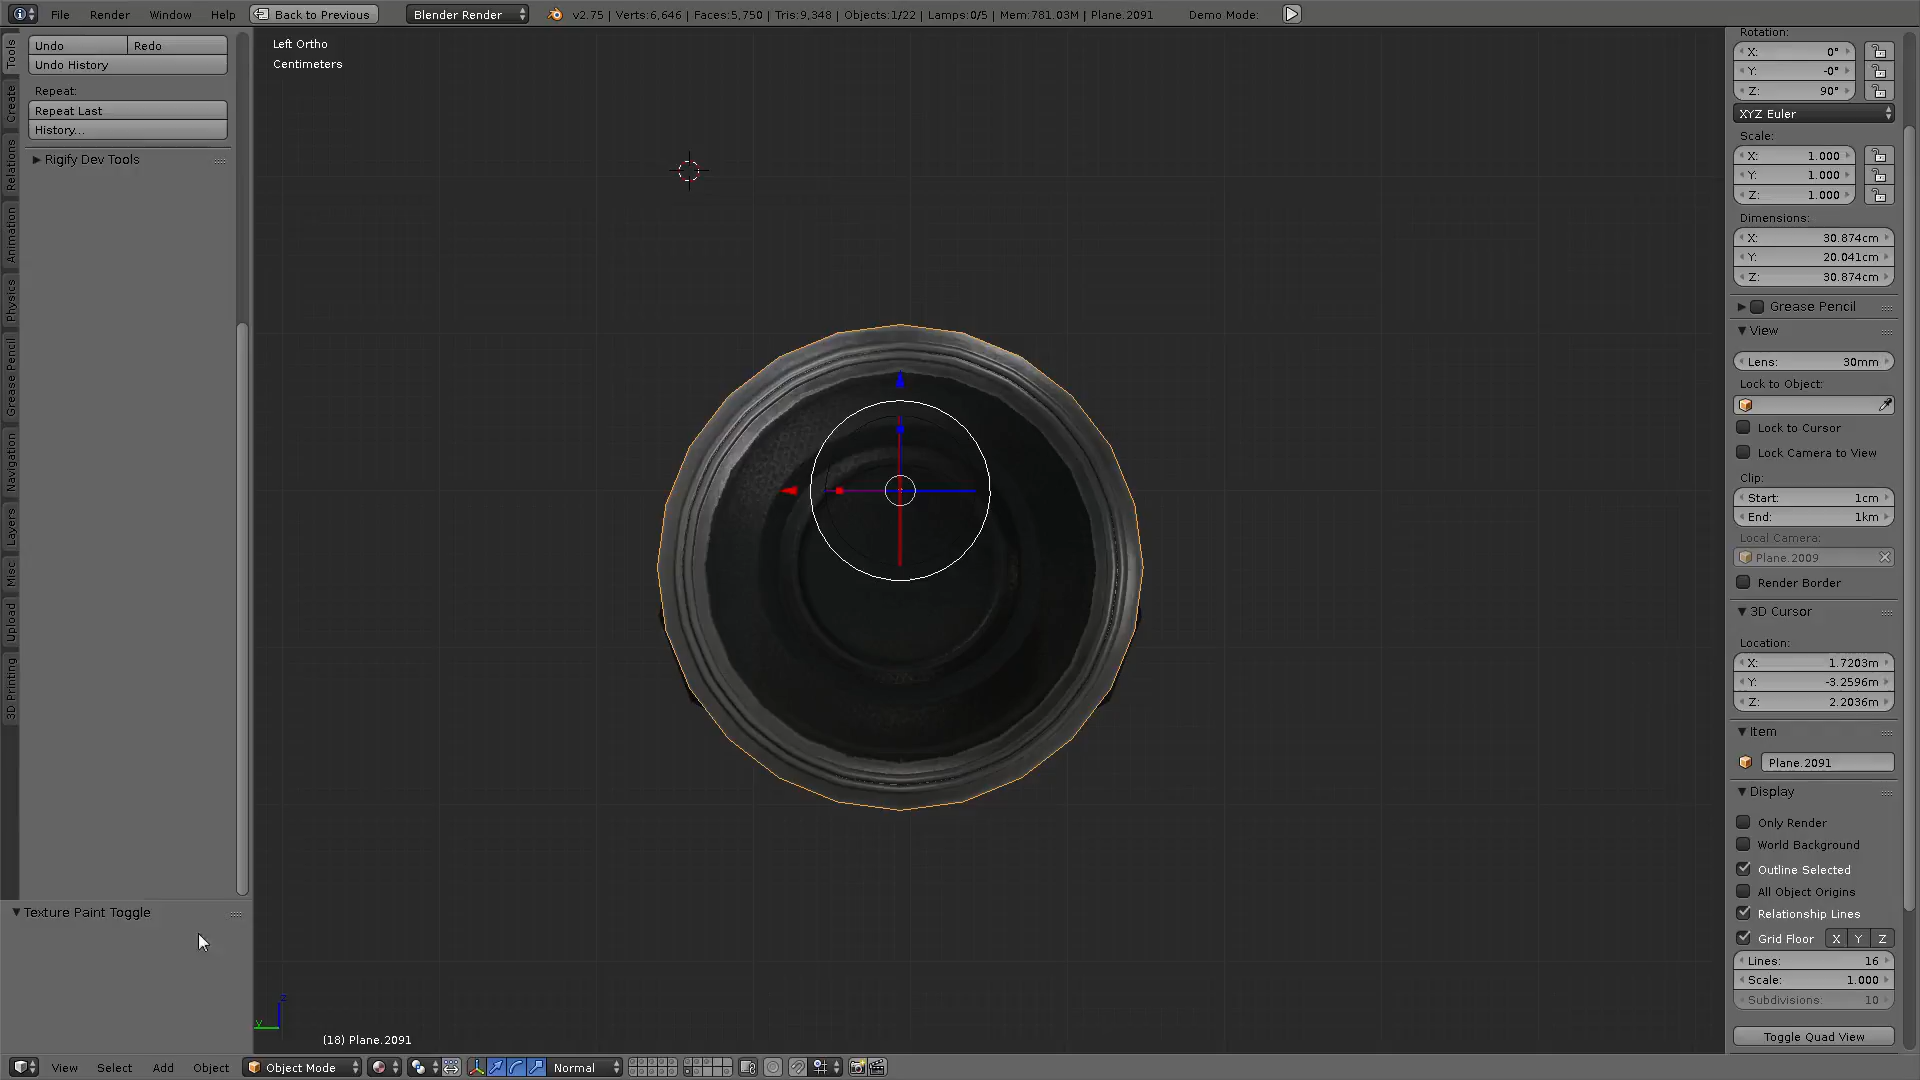 File Render Window Help Back to Previous Blender Render v2.75 | Verts:6,646 | Faces:5,750 | Tris:9,348 | Objects:1/22 | Lamps:0/5 | Mem:781.03M | Plane.2091 Demo Mode:
Tools
Create
Relations
Animation
Physics
Grease Pencil
Navigation
Layers
Misc
Upload
3D Printing
Undo Redo
Undo History
Repeat:
Repeat Last
History...
Rigify Dev Tools
Texture Paint Toggle
Left Ortho
Centimeters
z
y
(18) Plane.2091
Rotation:
X: 0°
Y: -0°
Z: 90°
XYZ Euler
Scale:
X: 1.000
Y: 1.000
Z: 1.000
Dimensions:
X: 30.874cm
Y: 20.041cm
Z: 30.874cm
Grease Pencil
View
Lens: 30mm
Lock to Object:
Lock to Cursor
Lock Camera to View
Clip:
Start: 1cm
End: 1km
Local Camera:
Plane.2009
Render Border
3D Cursor
Location:
X: 1.7203m
Y: -3.2596m
Z: 2.2036m
Item
Plane.2091
Display
Only Render
World Background
Outline Selected
All Object Origins
Relationship Lines
Grid Floor X Y Z
Lines: 16
Scale: 1.000
Subdivisions: 10
Toggle Quad View
View Select Add Object Object Mode Normal